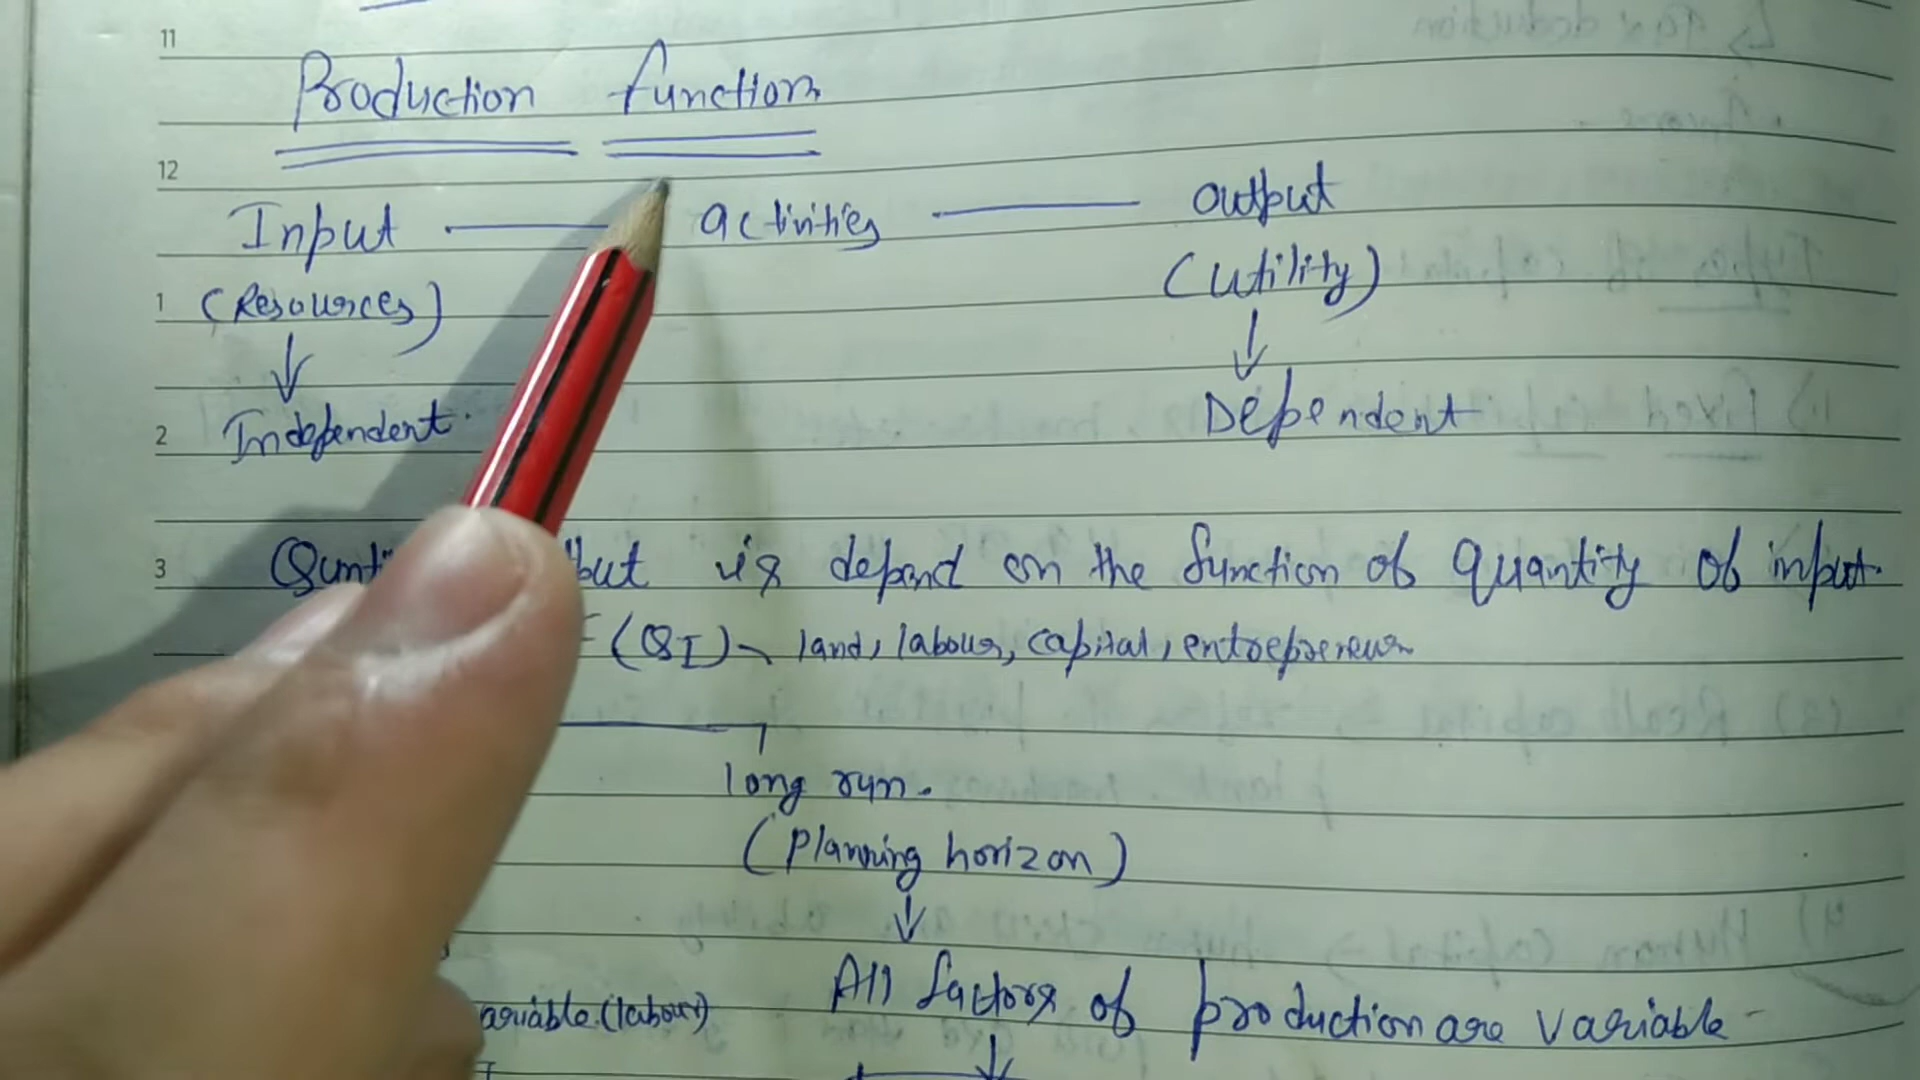 11
Production function
12
Input activities output
1 (Resources) (Utility)
2 Independent. Dependent
3 is depend on the function of quantity of input.
(QI) land, labour, capital, entrepreneur
long run.
(Planning horizon)
All factors of production are variable
(labour)